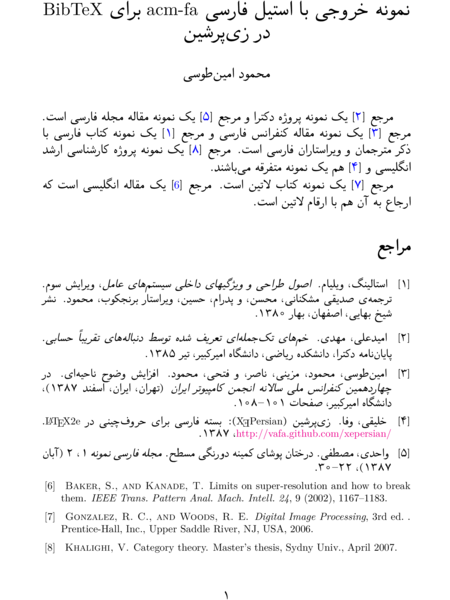 نمونه خروجی با استیل فارسی acm-fa برای BibTeX
در زی‌پرشین
محمود امین‌طوسی
مرجع [۲] یک نمونه پروژه دکترا و مرجع [۵] یک نمونه مقاله مجله فارسی است.
مرجع [۳] یک نمونه مقاله کنفرانس فارسی و مرجع [۱] یک نمونه کتاب فارسی با
ذکر مترجمان و ویراستاران فارسی است. مرجع [۸] یک نمونه پروژه کارشناسی ارشد
انگلیسی و [۴] هم یک نمونه متفرقه می‌باشند.
مرجع [۷] یک نمونه کتاب لاتین است. مرجع [6] یک مقاله انگلیسی است که
ارجاع به آن هم با ارقام لاتین است.
مراجع
[۱] استالینگ، ویلیام. اصول طراحی و ویژگیهای داخلی سیستم‌های عامل، ویرایش سوم.
ترجمه‌ی صدیقی مشکنانی، محسن، و پدرام، حسین، ویراستار برنجکوب، محمود. نشر
شیخ بهایی، اصفهان، بهار ۱۳۸۰.
[۲] امیدعلی، مهدی. خم‌های تک‌جمله‌ای تعریف شده توسط دنباله‌های تقریباً حسابی.
پایان‌نامه دکترا، دانشکده ریاضی، دانشگاه امیرکبیر، تیر ۱۳۸۵.
[۳] امین‌طوسی، محمود، مزینی، ناصر، و فتحی، محمود. افزایش وضوح ناحیه‌ای. در
چهاردهمین کنفرانس ملی سالانه انجمن کامپیوتر ایران (تهران، ایران، اسفند ۱۳۸۷)،
دانشگاه امیرکبیر، صفحات ۱۰۱–۱۰۸.
[۴] خلیقی، وفا. زی‌پرشین (XePersian): بسته فارسی برای حروف‌چینی در LATEX2e.
http://vafa.github.com/xepersian/، ۱۳۸۷.
[۵] واحدی، مصطفی. درختان پوشای کمینه دورنگی مسطح. مجله فارسی نمونه ۱، ۲ (آبان
۱۳۸۷)، ۲۲–۳۰.
[6] BAKER, S., AND KANADE, T. Limits on super-resolution and how to break
them. IEEE Trans. Pattern Anal. Mach. Intell. 24, 9 (2002), 1167–1183.
[7] GONZALEZ, R. C., AND WOODS, R. E. Digital Image Processing, 3rd ed. .
Prentice-Hall, Inc., Upper Saddle River, NJ, USA, 2006.
[8] KHALIGHI, V. Category theory. Master's thesis, Sydny Univ., April 2007.
۱